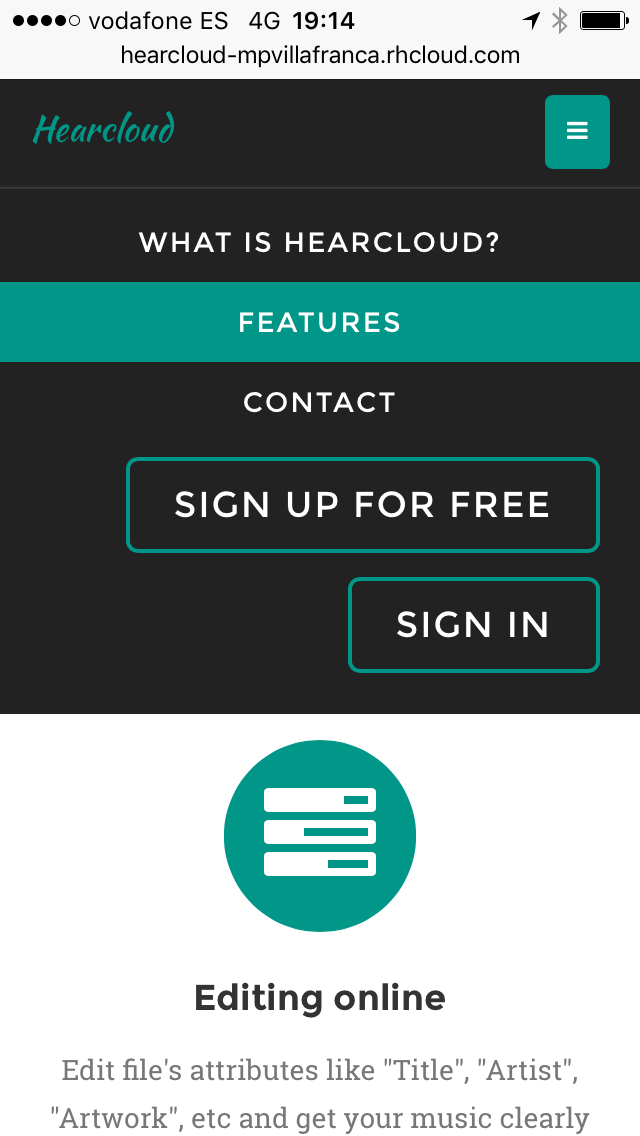 vodafone ES 4G 19:14
hearcloud-mpvillafranca.rhcloud.com
Hearcloud
WHAT IS HEARCLOUD?
FEATURES
CONTACT
SIGN UP FOR FREE
SIGN IN
Editing online
Edit file's attributes like "Title", "Artist",
"Artwork", etc and get your music clearly